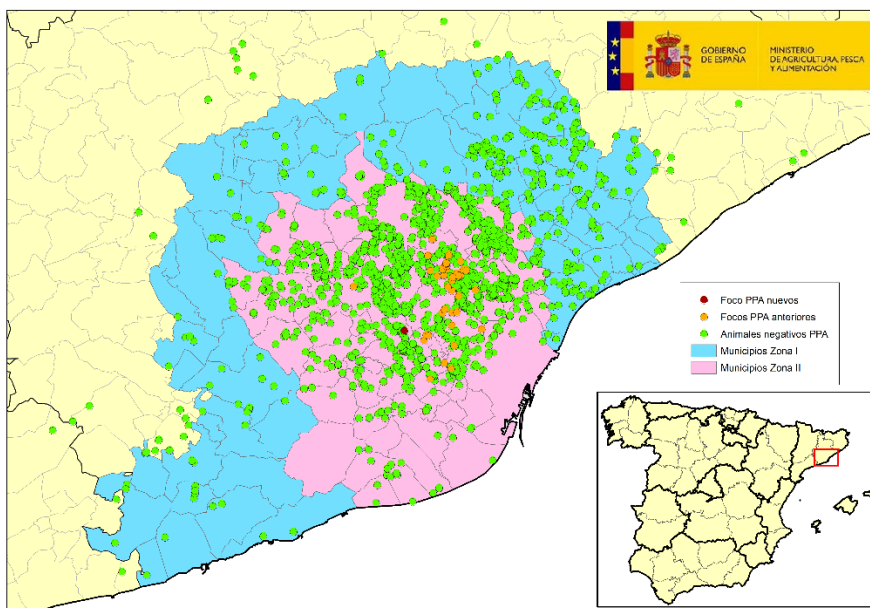 GOBIERNO
DE ESPAÑA
MINISTERIO
DE AGRICULTURA, PESCA
Y ALIMENTACIÓN
Foco PPA nuevos
Focos PPA anteriores
Animales negativos PPA
Municipios Zona I
Municipios Zona II